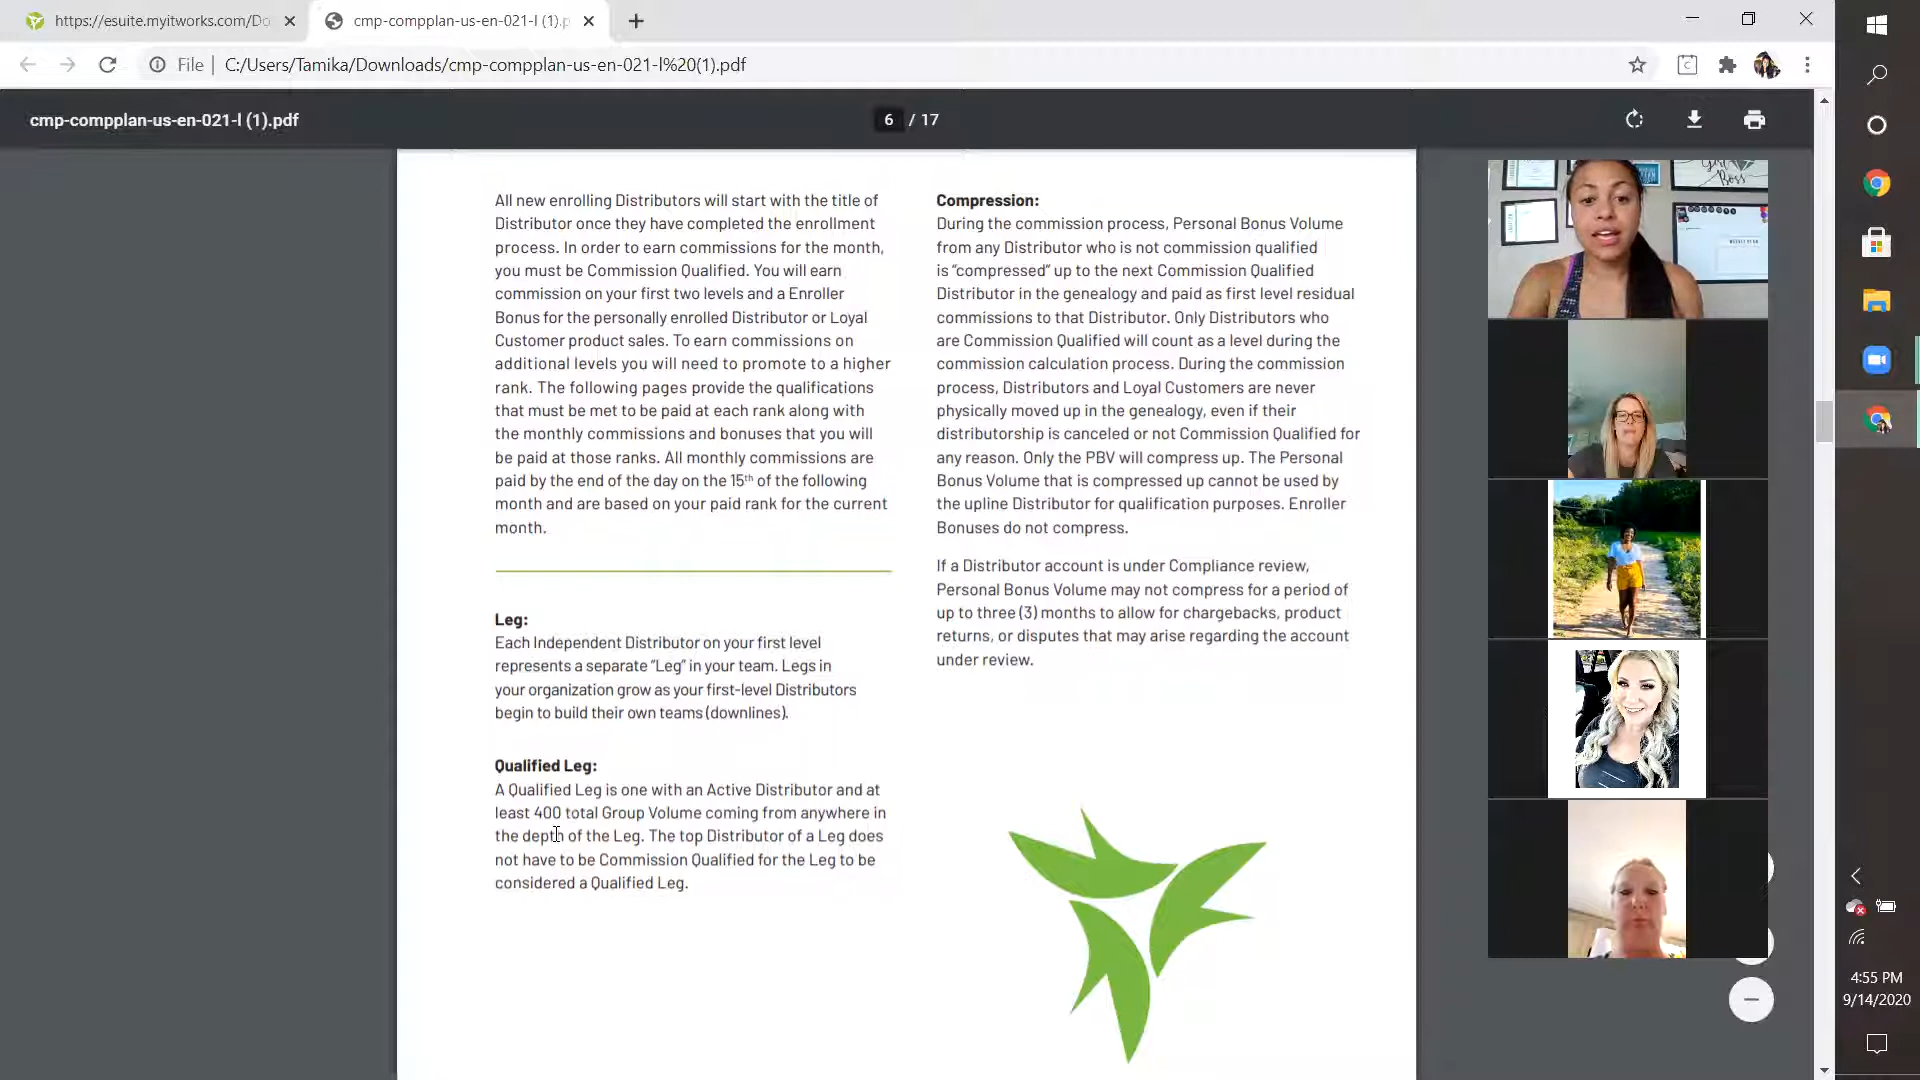 https://esuite.myitworks.com/Do
cmp-compplan-us-en-021-l (1).p
File
C:/Users/Tamika/Downloads/cmp-compplan-us-en-021-l%20(1).pdf
cmp-compplan-us-en-021-l (1).pdf
6 / 17
All new enrolling Distributors will start with the title of
Distributor once they have completed the enrollment
process. In order to earn commissions for the month,
you must be Commission Qualified. You will earn
commission on your first two levels and a Enroller
Bonus for the personally enrolled Distributor or Loyal
Customer product sales. To earn commissions on
additional levels you will need to promote to a higher
rank. The following pages provide the qualifications
that must be met to be paid at each rank along with
the monthly commissions and bonuses that you will
be paid at those ranks. All monthly commissions are
paid by the end of the day on the 15th of the following
month and are based on your paid rank for the current
month.
Leg:
Each Independent Distributor on your first level
represents a separate “Leg” in your team. Legs in
your organization grow as your first-level Distributors
begin to build their own teams (downlines).
Qualified Leg:
A Qualified Leg is one with an Active Distributor and at
least 400 total Group Volume coming from anywhere in
the depth of the Leg. The top Distributor of a Leg does
not have to be Commission Qualified for the Leg to be
considered a Qualified Leg.
Compression:
During the commission process, Personal Bonus Volume
from any Distributor who is not commission qualified
is “compressed” up to the next Commission Qualified
Distributor in the genealogy and paid as first level residual
commissions to that Distributor. Only Distributors who
are Commission Qualified will count as a level during the
commission calculation process. During the commission
process, Distributors and Loyal Customers are never
physically moved up in the genealogy, even if their
distributorship is canceled or not Commission Qualified for
any reason. Only the PBV will compress up. The Personal
Bonus Volume that is compressed up cannot be used by
the upline Distributor for qualification purposes. Enroller
Bonuses do not compress.
If a Distributor account is under Compliance review,
Personal Bonus Volume may not compress for a period of
up to three (3) months to allow for chargebacks, product
returns, or disputes that may arise regarding the account
under review.
Girl
Boss
4:55 PM
9/14/2020